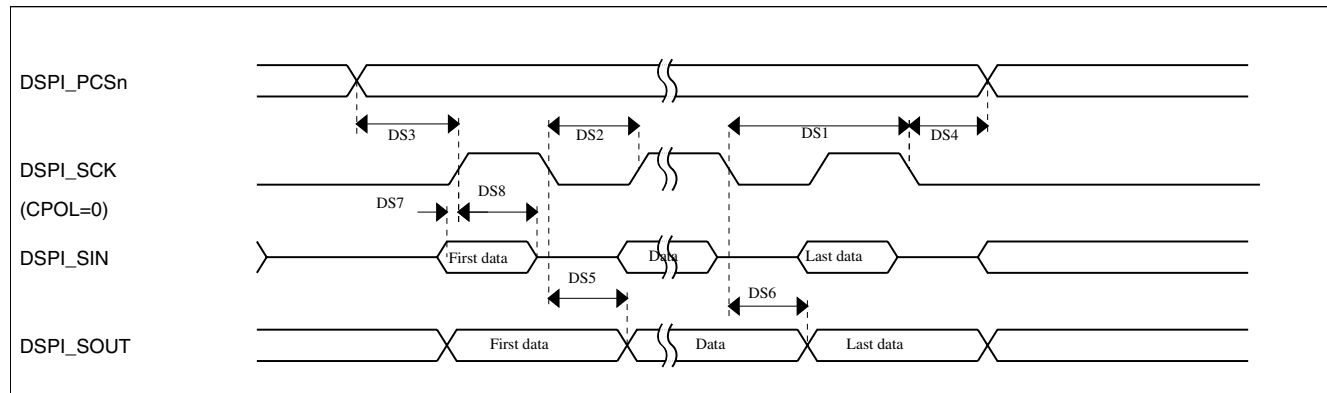 DSPI_PCSn
DS3
DS2
DS1
DS4
DSPI_SCK
(CPOL=0)
DS7
DS8
DSPI_SIN
First data
Data
Last data
DS5
DS6
DSPI_SOUT
First data
Data
Last data